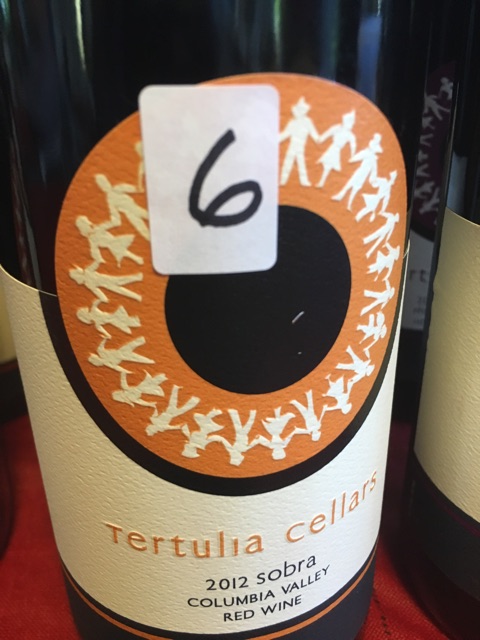 6
Tertulia cellars
2012 sobra
COLUMBIA VALLEY
RED WINE